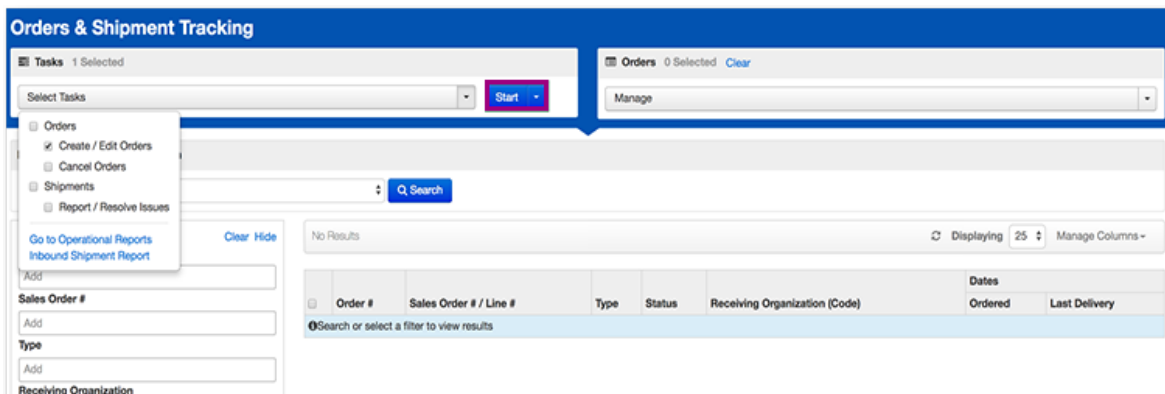 Orders & Shipment Tracking
Tasks 1 Selected
Orders 0 Selected Clear
Select Tasks
Start
Manage
Orders
Create / Edit Orders
Cancel Orders
Shipments
Report / Resolve Issues
Go to Operational Reports
Inbound Shipment Report
Search
Clear Hide
No Results
Displaying 25 Manage Columns
Add
Sales Order #
Add
Type
Add
Receiving Organization
Dates
Order # Sales Order # / Line # Type Status Receiving Organization (Code) Ordered Last Delivery
Search or select a filter to view results